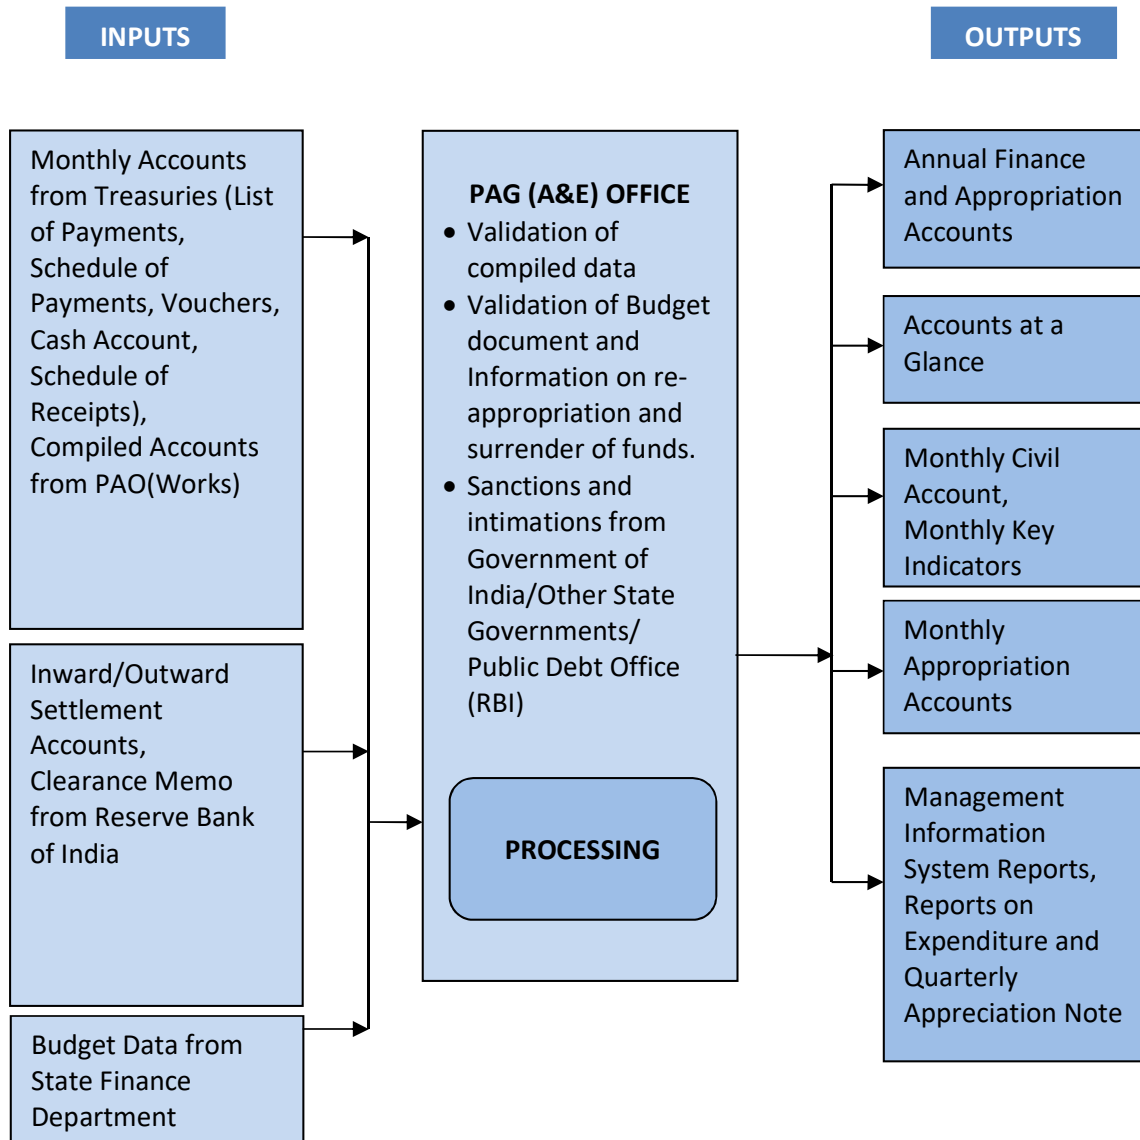 INPUTS
OUTPUTS
Monthly Accounts
from Treasuries (List
of Payments,
Schedule of
Payments, Vouchers,
Cash Account,
Schedule of
Receipts),
Compiled Accounts
from PAO(Works)
Inward/Outward
Settlement
Accounts,
Clearance Memo
from Reserve Bank
of India
Budget Data from
State Finance
Department
PAG (A&E) OFFICE
• Validation of
compiled data
• Validation of Budget
document and
Information on re-
appropriation and
surrender of funds.
• Sanctions and
intimations from
Government of
India/Other State
Governments/
Public Debt Office
(RBI)
PROCESSING
Annual Finance
and Appropriation
Accounts
Accounts at a
Glance
Monthly Civil
Account,
Monthly Key
Indicators
Monthly
Appropriation
Accounts
Management
Information
System Reports,
Reports on
Expenditure and
Quarterly
Appreciation Note